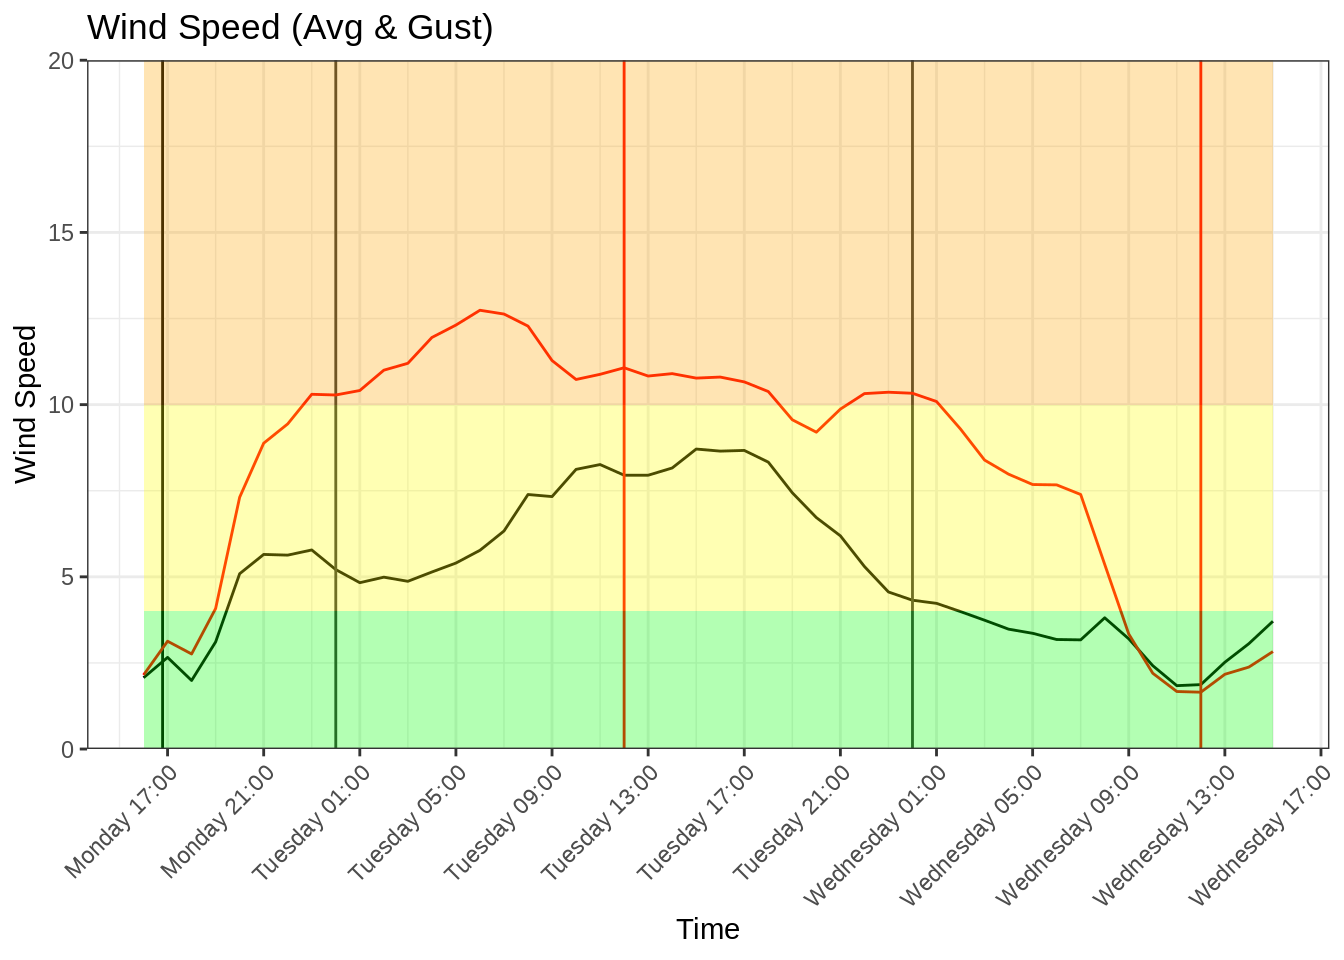 Wind Speed (Avg & Gust)
20
15
10
5
0
Wind Speed
Monday 17:00
Monday 21:00
Tuesday 01:00
Tuesday 05:00
Tuesday 09:00
Tuesday 13:00
Tuesday 17:00
Tuesday 21:00
Wednesday 01:00
Wednesday 05:00
Wednesday 09:00
Wednesday 13:00
Wednesday 17:00
Time